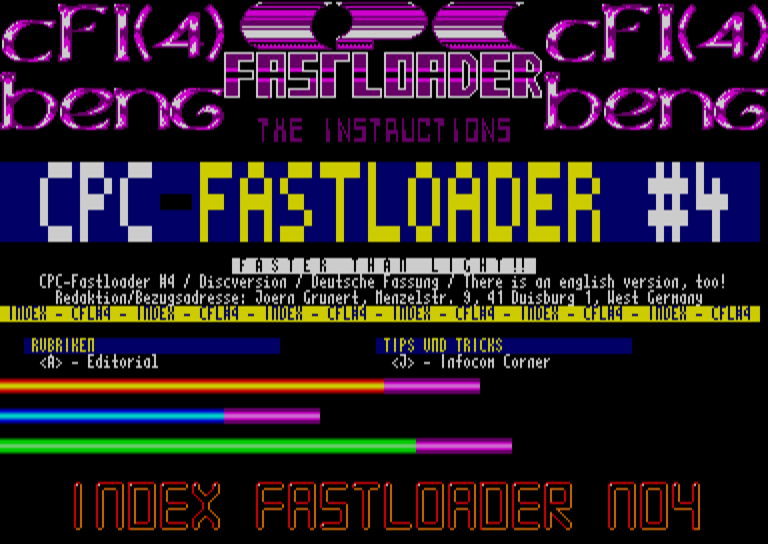 CFL(4) CPC CFL(4)
beng FASTLOADER beng
THE INSTRUCTIONS
CPC-FASTLOADER #4
FASTER THAN LIGHT!!
CPC-Fastloader #4 / Discversion / Deutsche Fassung / There is an english version, too!
Redaktion/Bezugsadresse: Joern Grunert, Menzelstr. 9, 41 Duisburg 1, West Germany
INDEX - CFL#4 - INDEX - CFL#4 - INDEX - CFL#4 - INDEX - CFL#4 - INDEX - CFL#4 - INDEX - CFL#4
RUBRIKEN TIPS UND TRICKS
<A> - Editorial <J> - Infocom Corner
INDEX FASTLOADER NO4